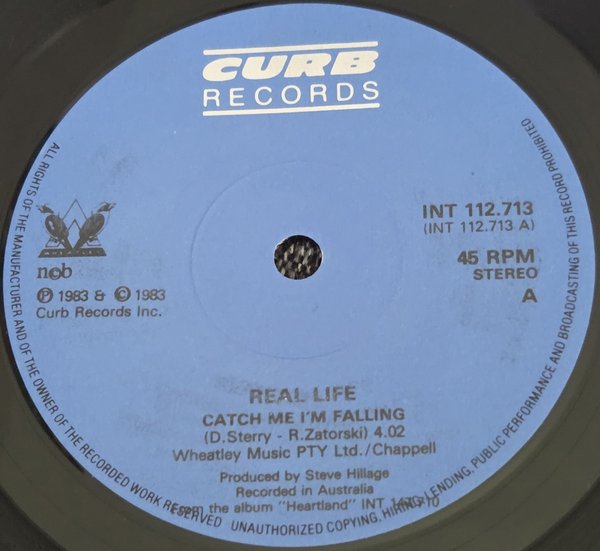 CURB
RECORDS
ALL RIGHTS OF THE MANUFACTURER AND OF THE OWNER OF THE RECORDED WORK RESERVED UNAUTHORIZED COPYING, HIRING, LENDING, PUBLIC PERFORMANCE AND BROADCASTING OF THIS RECORD PROHIBITED
WHEATLEY
ncb
℗ 1983 & © 1983
Curb Records Inc.
INT 112.713
(INT 112.713 A)
45 RPM
STEREO
A
REAL LIFE
CATCH ME I'M FALLING
(D.Sterry - R.Zatorski) 4.02
Wheatley Music PTY Ltd./Chappell
Produced by Steve Hillage
Recorded in Australia
From the album "Heartland" INT